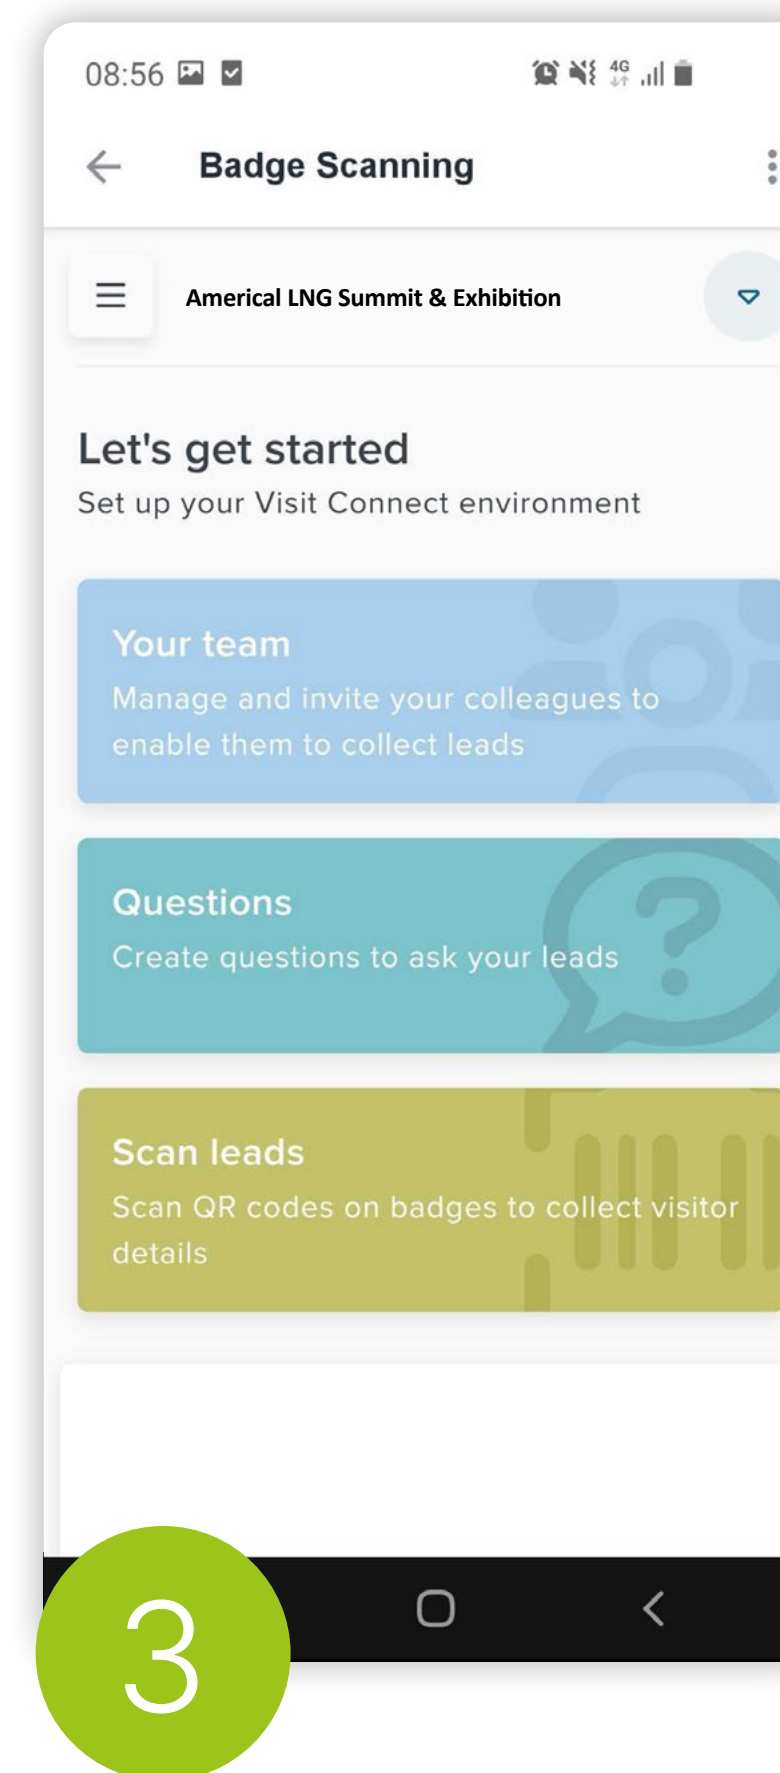 08:56
4G
Badge Scanning
Americal LNG Summit & Exhibition
Let's get started
Set up your Visit Connect environment
Your team
Manage and invite your colleagues to
enable them to collect leads
Questions
Create questions to ask your leads
?
Scan leads
Scan QR codes on badges to collect visitor
details
3